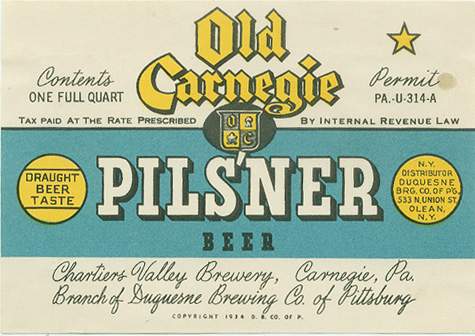 Old
Carnegie
Contents
ONE FULL QUART
Permit
PA.-U-314-A
TAX PAID AT THE RATE PRESCRIBED
BY INTERNAL REVENUE LAW
O C
DRAUGHT
BEER
TASTE
PILS'NER
BEER
N.Y.
DISTRIBUTOR
DUQUESNE
BRG. CO. OF P'G.
533 N. UNION ST.
OLEAN,
N.Y.
Chartiers Valley Brewery, Carnegie, Pa.
Branch of Duquesne Brewing Co. of Pittsburg
COPYRIGHT 1934 D. B. CO. OF P.